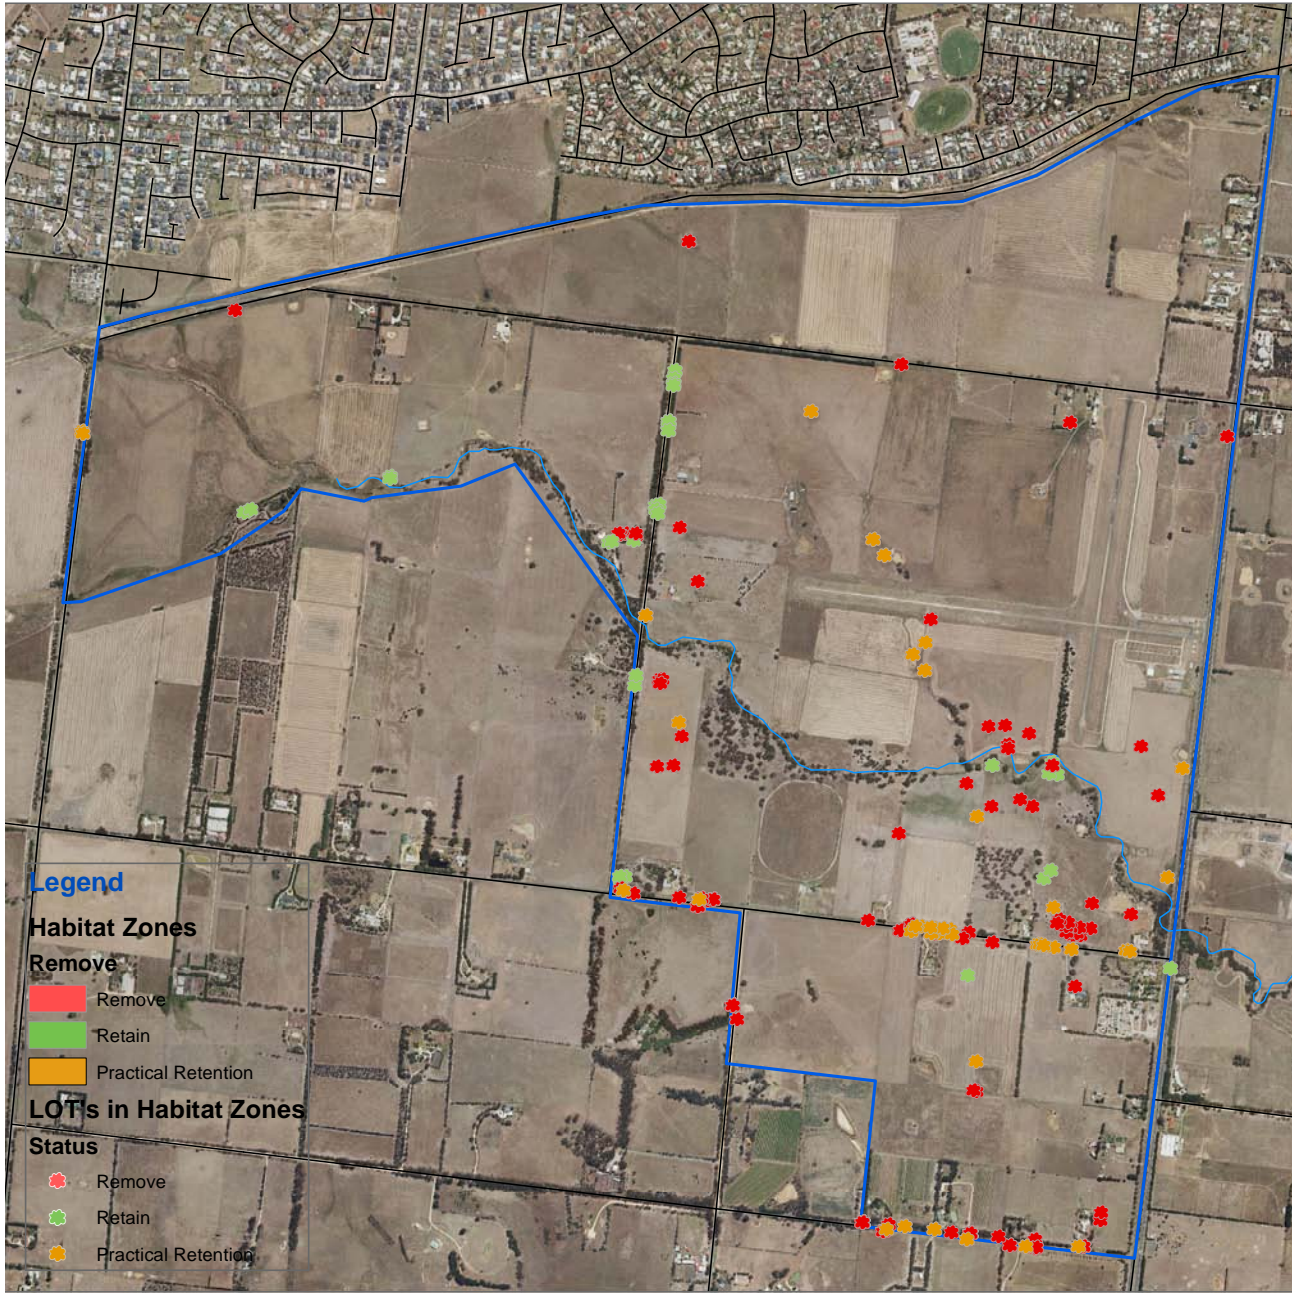 Legend
Habitat Zones
Remove
Remove
Retain
Practical Retention
LOT's in Habitat Zones
Status
Remove
Retain
Practical Retention